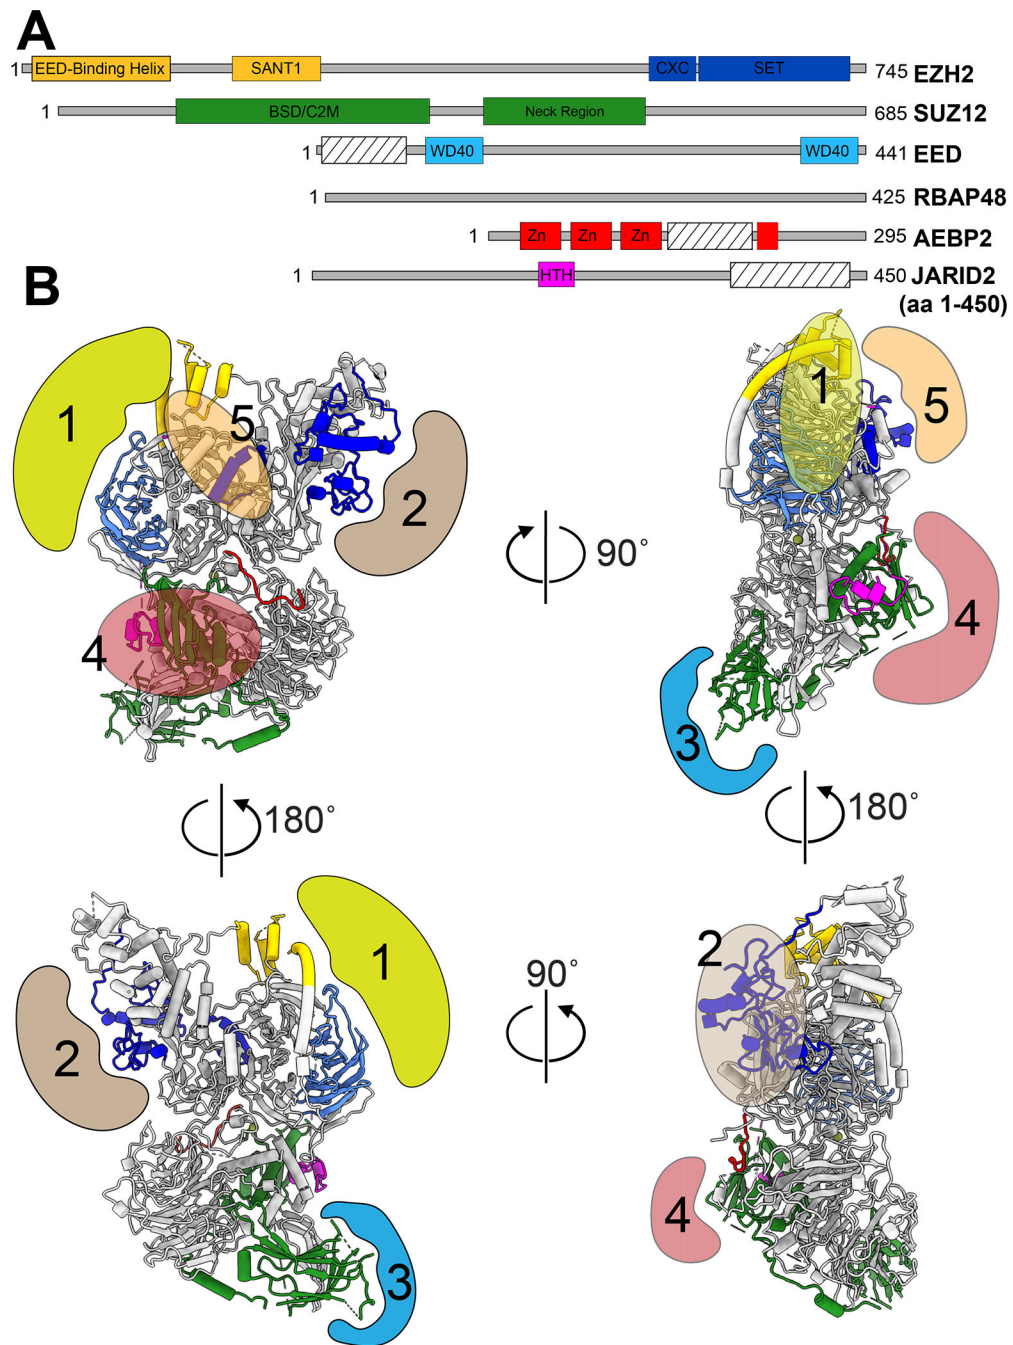 A
1 EED-Binding Helix SANT1 CXC SET 745 EZH2
1 BSD/C2M Neck Region 685 SUZ12
1 WD40 WD40 441 EED
1 425 RBAP48
1 Zn Zn Zn 295 AEBP2
1 HTH 450 JARID2
(aa 1-450)
B
1 5 2 4
90°
1 5 4 3
180°
180°
1 2 3
90°
2 4